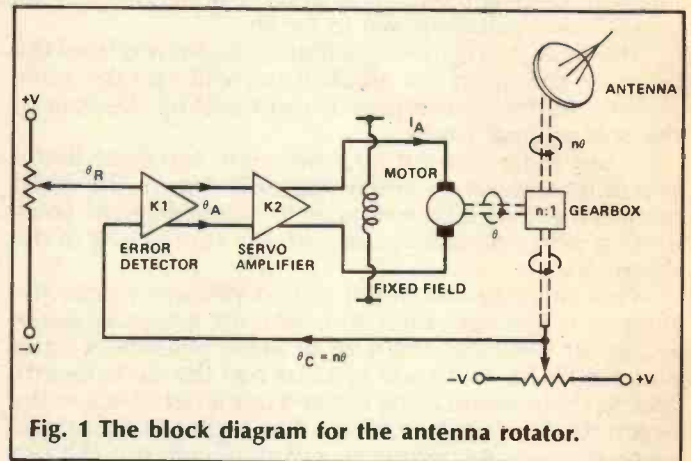 +V
θR
K1
θA
K2
IA
ANTENNA
nθ
MOTOR
n:1
GEARBOX
θ
ERROR
DETECTOR
SERVO
AMPLIFIER
FIXED FIELD
-V
θC = nθ
-V
+V
Fig. 1 The block diagram for the antenna rotator.